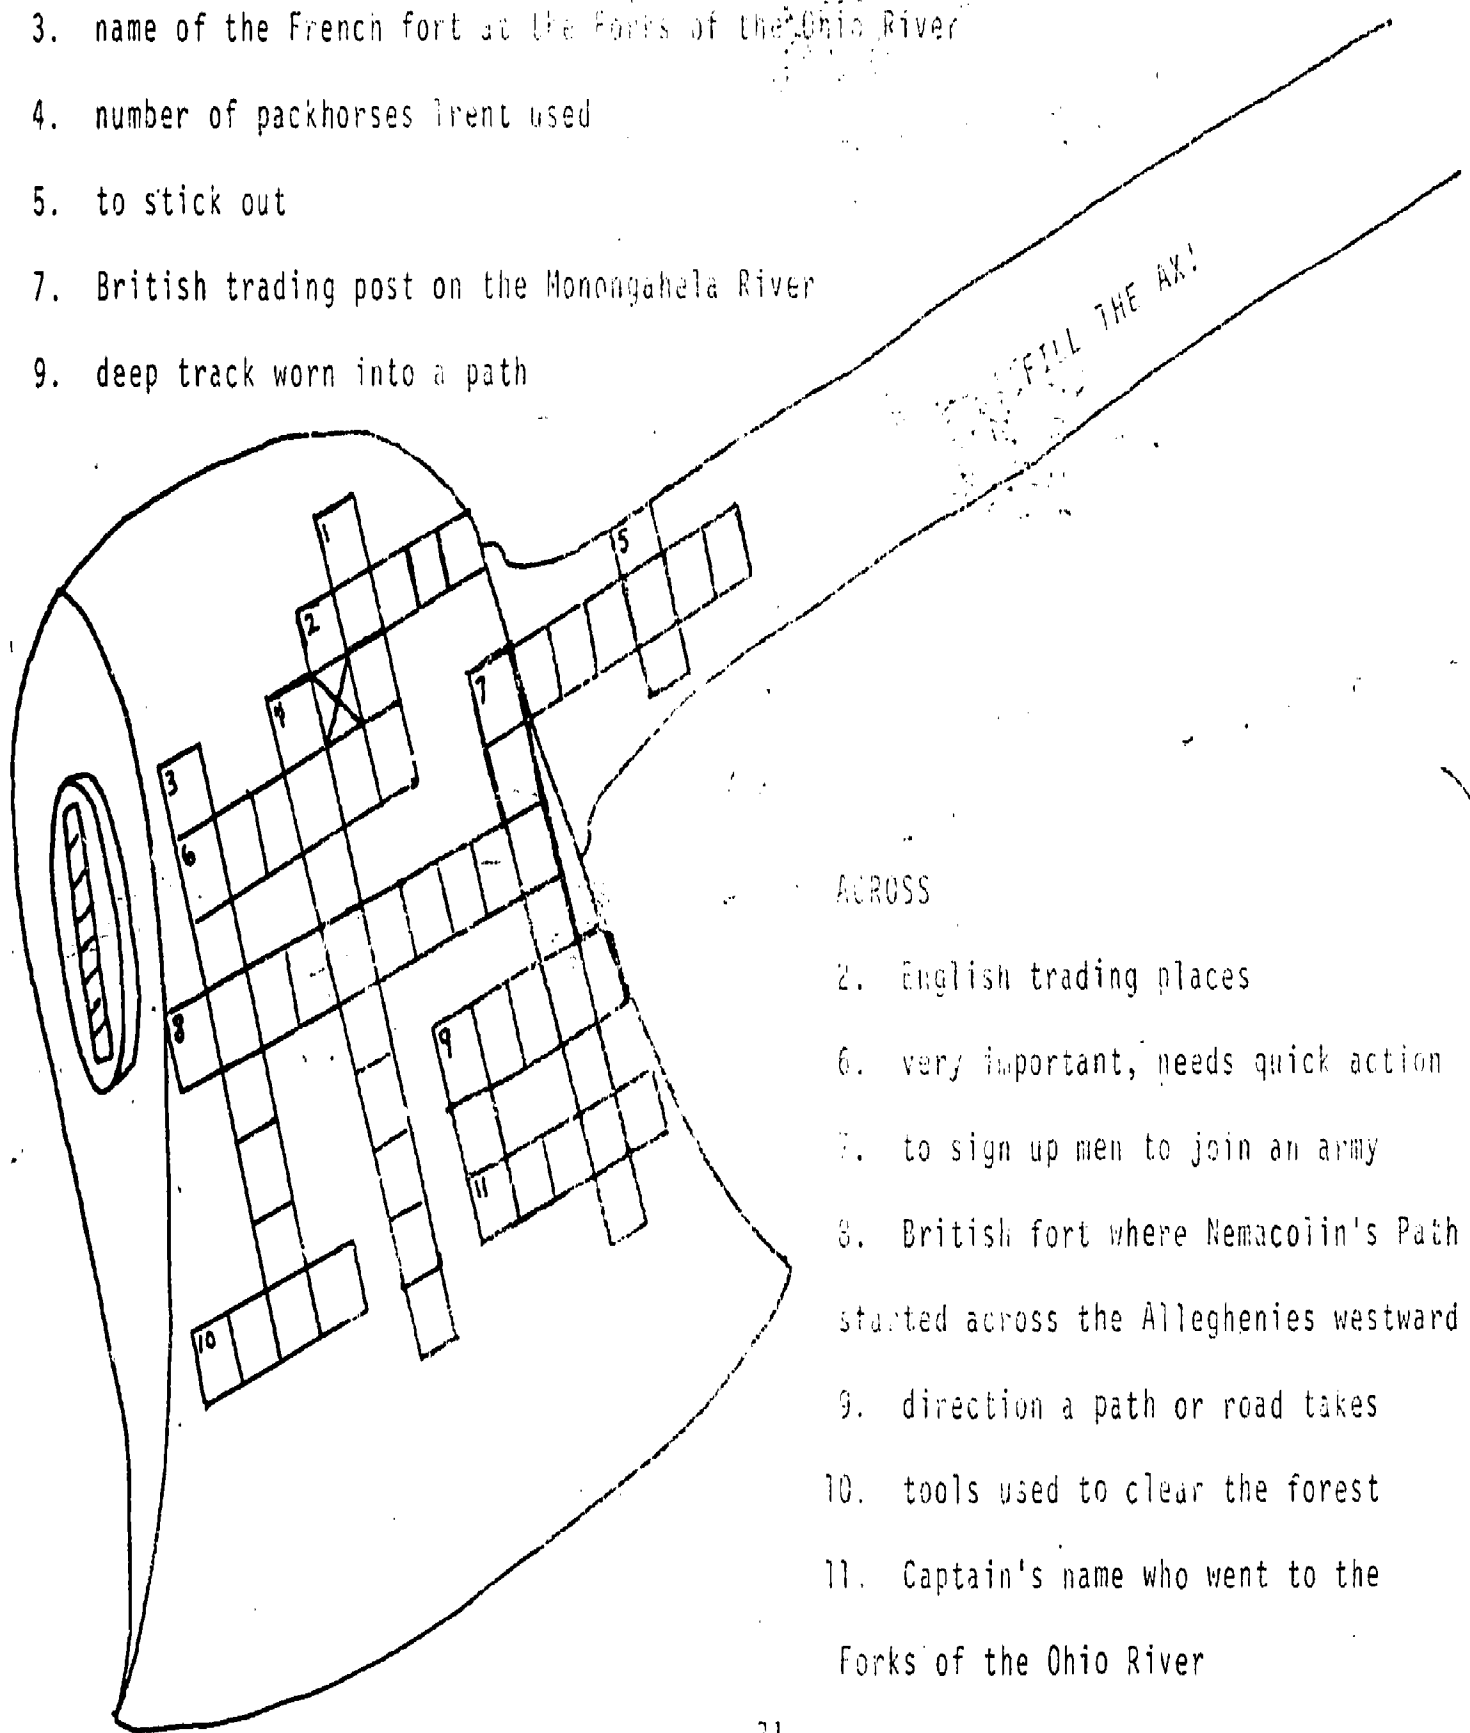 3. name of the French fort at the Forks of the Ohio River
4. number of packhorses Trent used
5. to stick out
7. British trading post on the Monongahela River
9. deep track worn into a path
FILL THE AX!
1
5
2
7
4
3
6
8
9
11
10
ACROSS
2. English trading places
6. very important, needs quick action
7. to sign up men to join an army
8. British fort where Nemacolin's Path
started across the Alleghenies westward
9. direction a path or road takes
10. tools used to clear the forest
11. Captain's name who went to the
Forks of the Ohio River